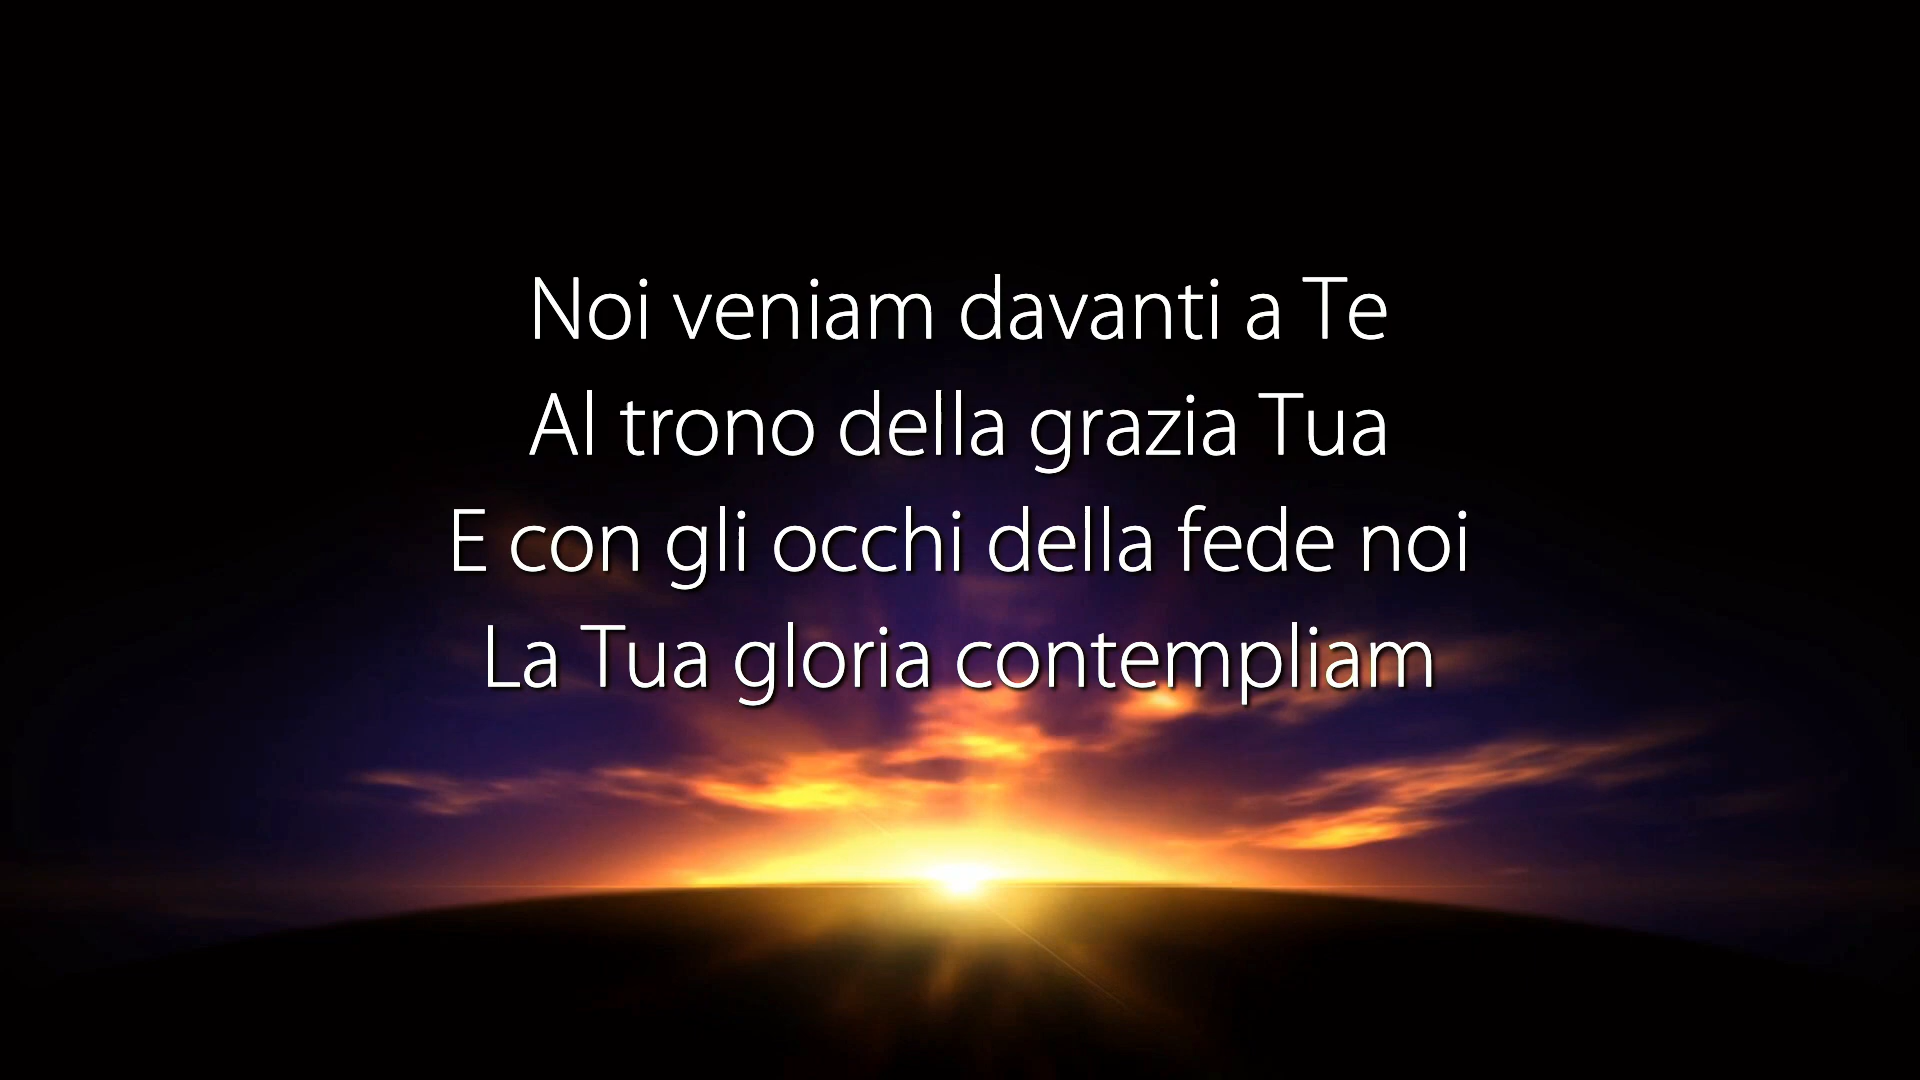 Noi veniam davanti a Te
Al trono della grazia Tua
E con gli occhi della fede noi
La Tua gloria contempliam